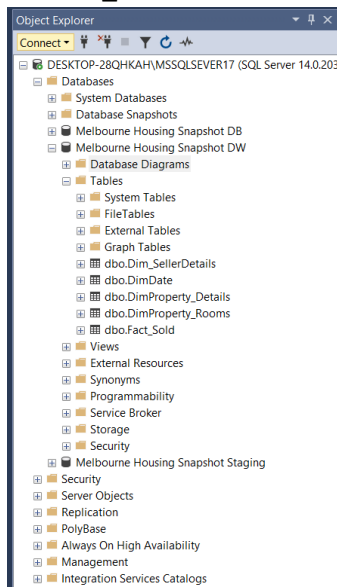 Object Explorer
Connect
DESKTOP-28QHKAH\MSSQLSEVER17 (SQL Server 14.0.203
Databases
System Databases
Database Snapshots
Melbourne Housing Snapshot DB
Melbourne Housing Snapshot DW
Database Diagrams
Tables
System Tables
FileTables
External Tables
Graph Tables
dbo.Dim_SellerDetails
dbo.DimDate
dbo.DimProperty_Details
dbo.DimProperty_Rooms
dbo.Fact_Sold
Views
External Resources
Synonyms
Programmability
Service Broker
Storage
Security
Melbourne Housing Snapshot Staging
Security
Server Objects
Replication
PolyBase
Always On High Availability
Management
Integration Services Catalogs